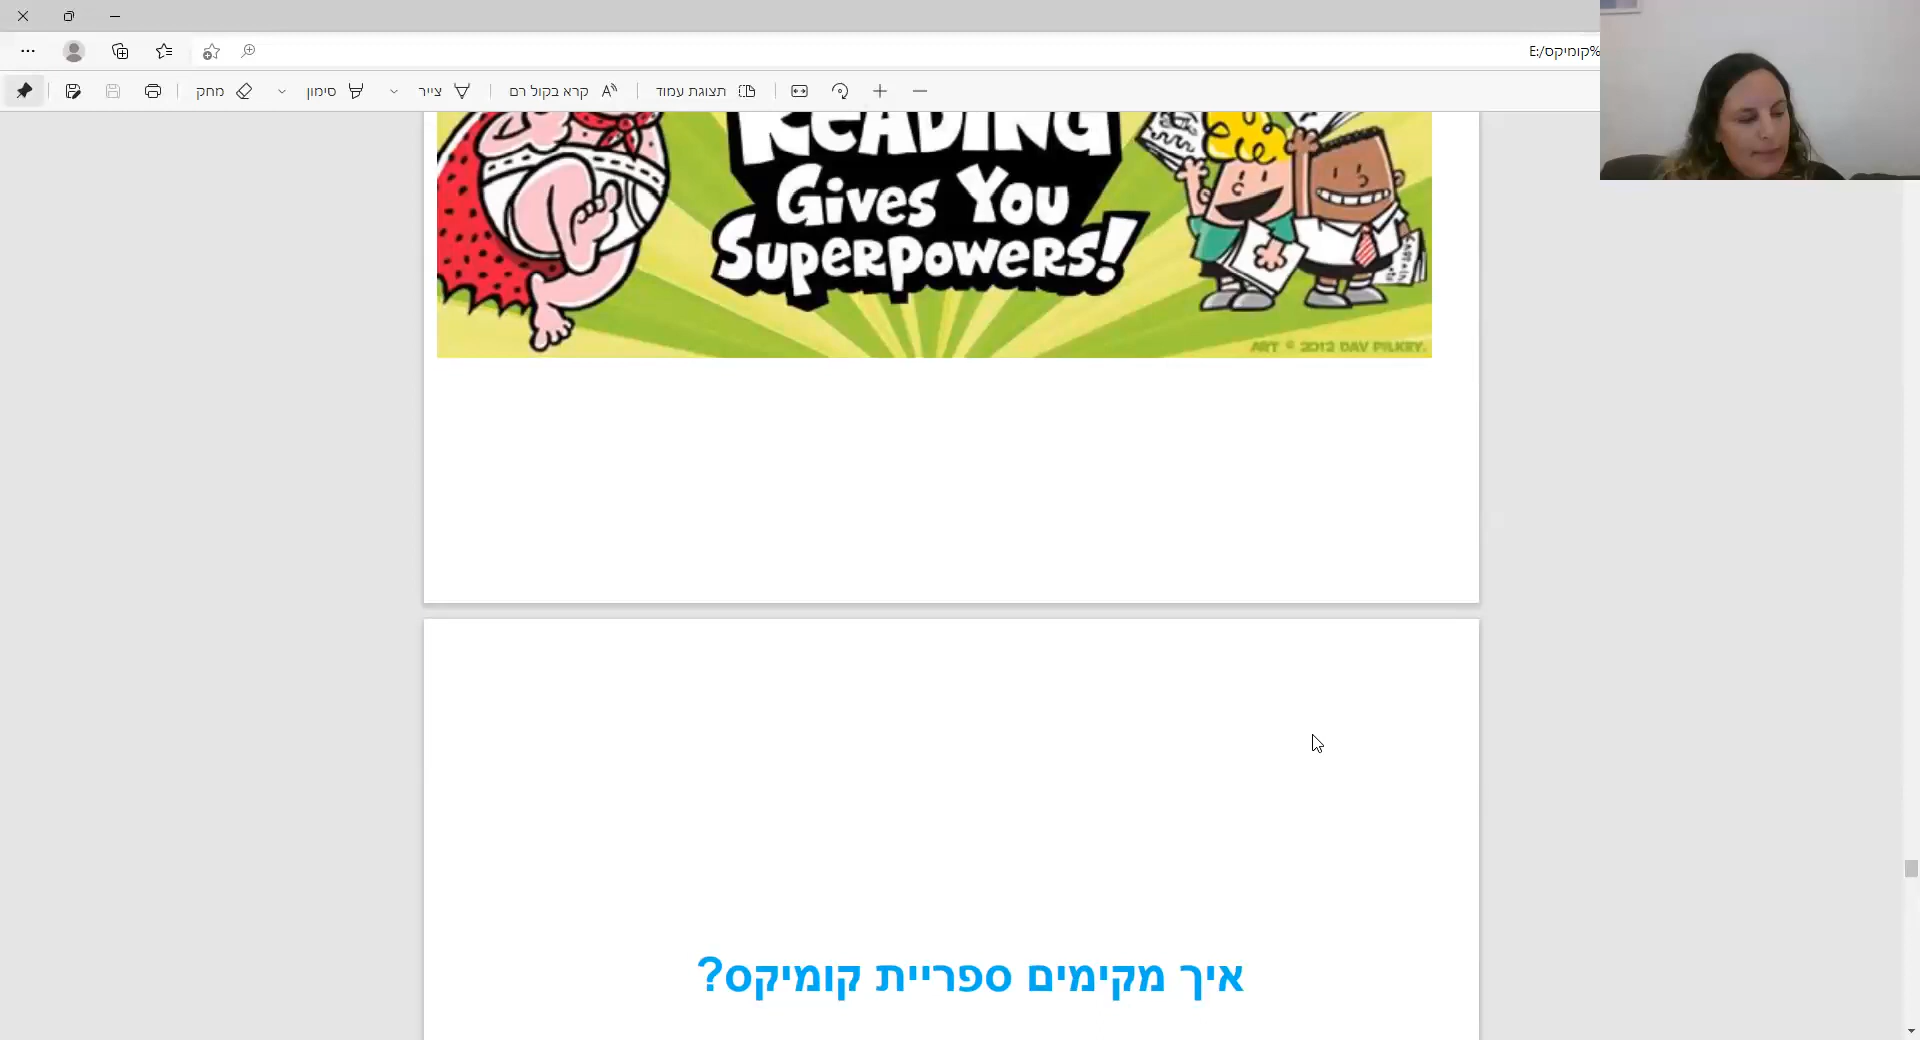 E:/קומיקס%
תצוגת עמוד
קרא בקול רם
צייר
סימון
מחק
READING
Gives You
Superpowers!
ART © 2012 DAV PILKEY.
איך מקימים ספריית קומיקס?